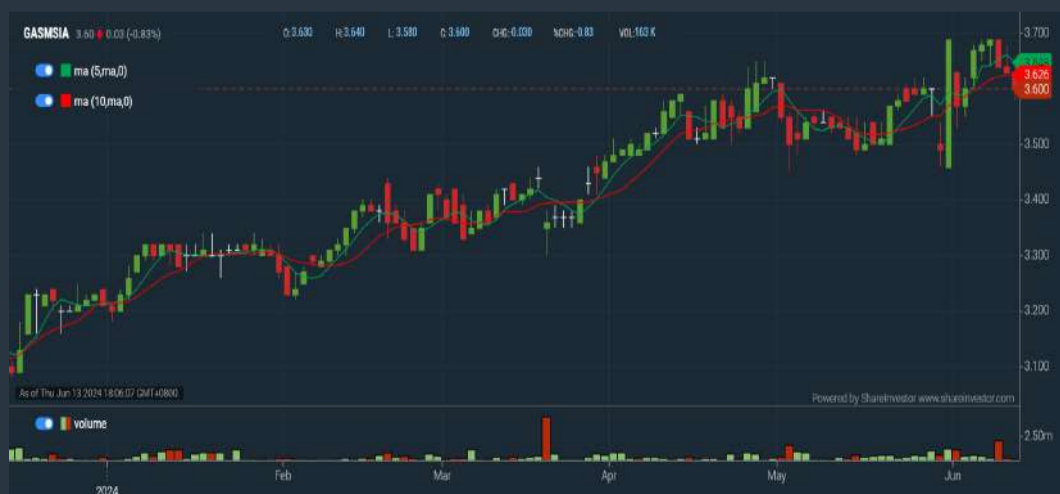 GASMSIA 3.60 0.03 (-0.83%) O: 3.630 H: 3.640 L: 3.580 C: 3.600 CHG:-0.030 %CHG:-0.83 VOL:163 K
ma (5,ma,0)
ma (10,ma,0)
3.700
3.626
3.600
3.500
3.400
3.300
3.200
3.100
As of Thu Jun 13 2024 18:06:07 GMT+0800
Powered by ShareInvestor www.shareinvestor.com
volume
2.50m
2024 Feb Mar Apr May Jun